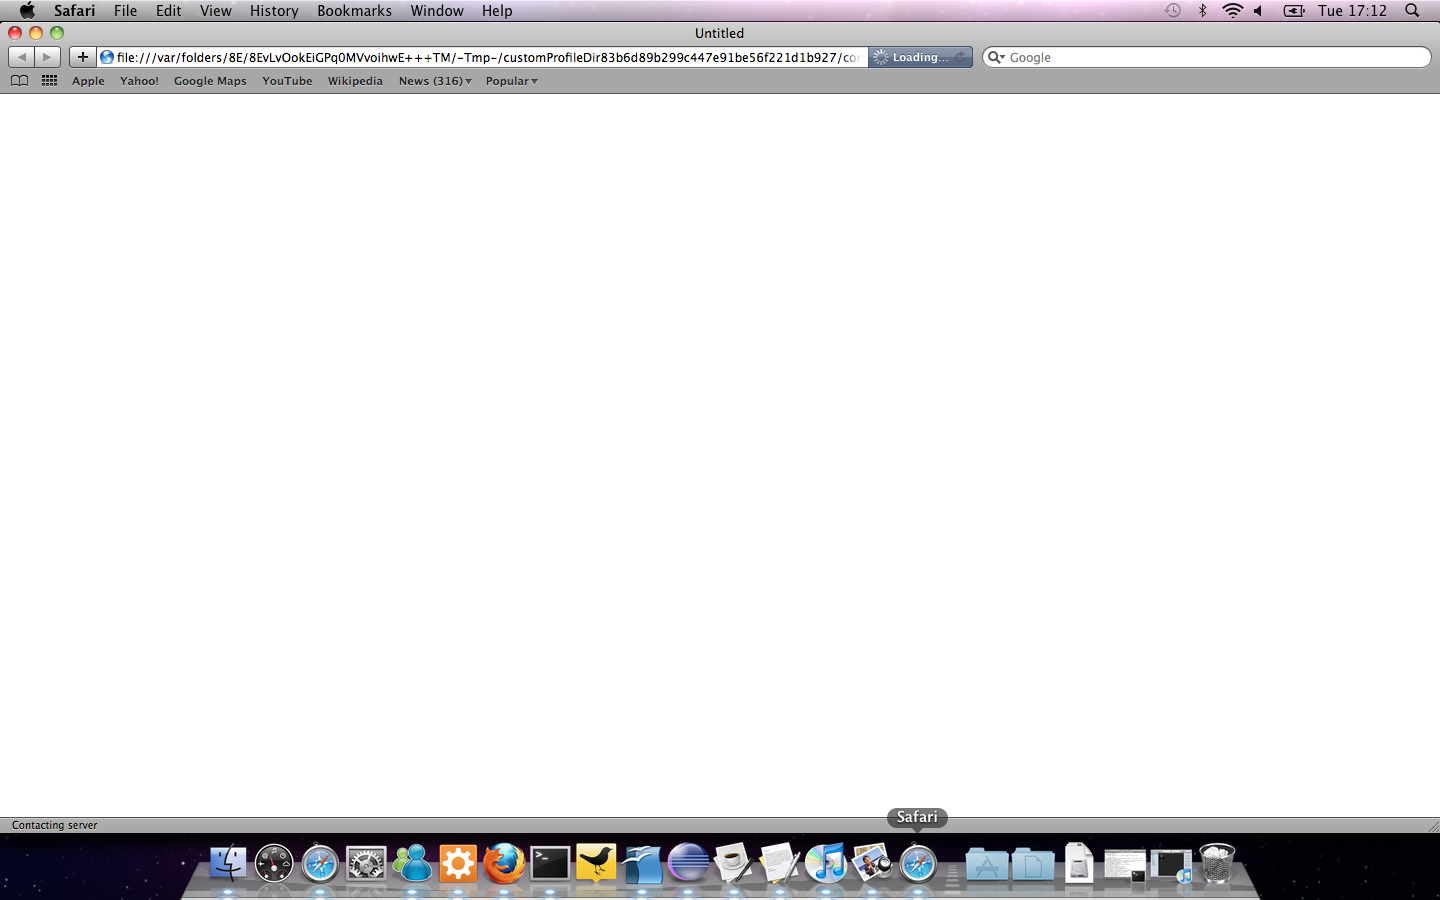 Safari File Edit View History Bookmarks Window Help Tue 17:12
Untitled
file:///var/folders/8E/8EvLvOokEiGPq0MVvoihwE+++TM/-Tmp-/customProfileDir83b6d89b299c447e91be56f221d1b927/co Loading... Google
Apple Yahoo! Google Maps YouTube Wikipedia News (316) Popular
Contacting server
Safari